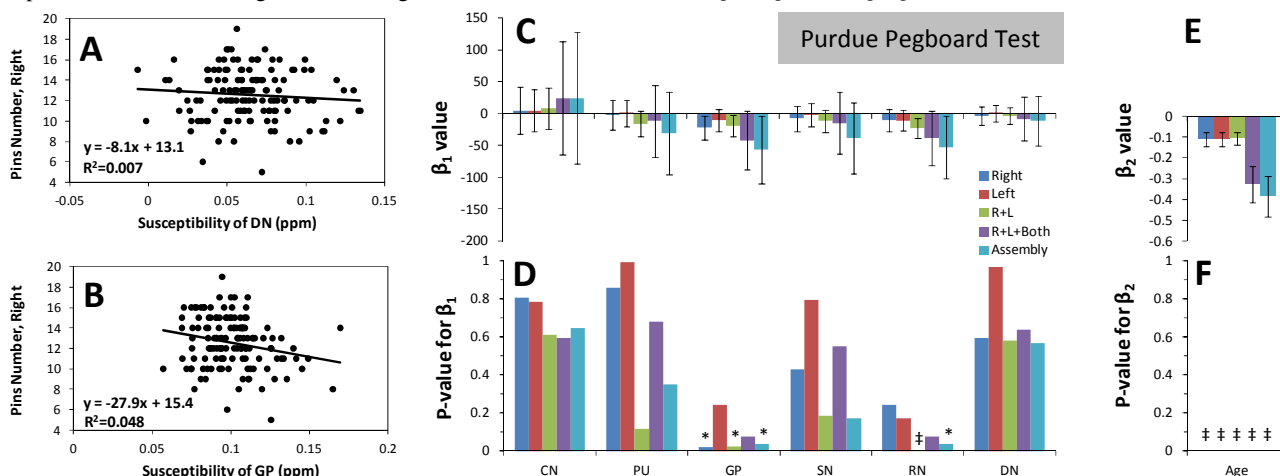 A
20
18
16
14
12
10
8
6
4
Pins Number, Right
y = -8.1x + 13.1
R²=0.007
-0.05
0
0.05
0.1
0.15
Susceptibility of DN (ppm)
B
20
18
16
14
12
10
8
6
4
Pins Number, Right
y = -27.9x + 15.4
R²=0.048
0
0.05
0.1
0.15
0.2
Susceptibility of GP (ppm)
C
Purdue Pegboard Test
150
100
50
0
-50
-100
-150
-200
β₁ value
Right
Left
R+L
R+L+Both
Assembly
D
1
0.8
0.6
0.4
0.2
0
P-value for β₁
* * * ‡ *
CN PU GP SN RN DN
E
0
-0.1
-0.2
-0.3
-0.4
-0.5
-0.6
β₂ value
F
1
0.8
0.6
0.4
0.2
0
P-value for β₂
‡ ‡ ‡ ‡ ‡
Age